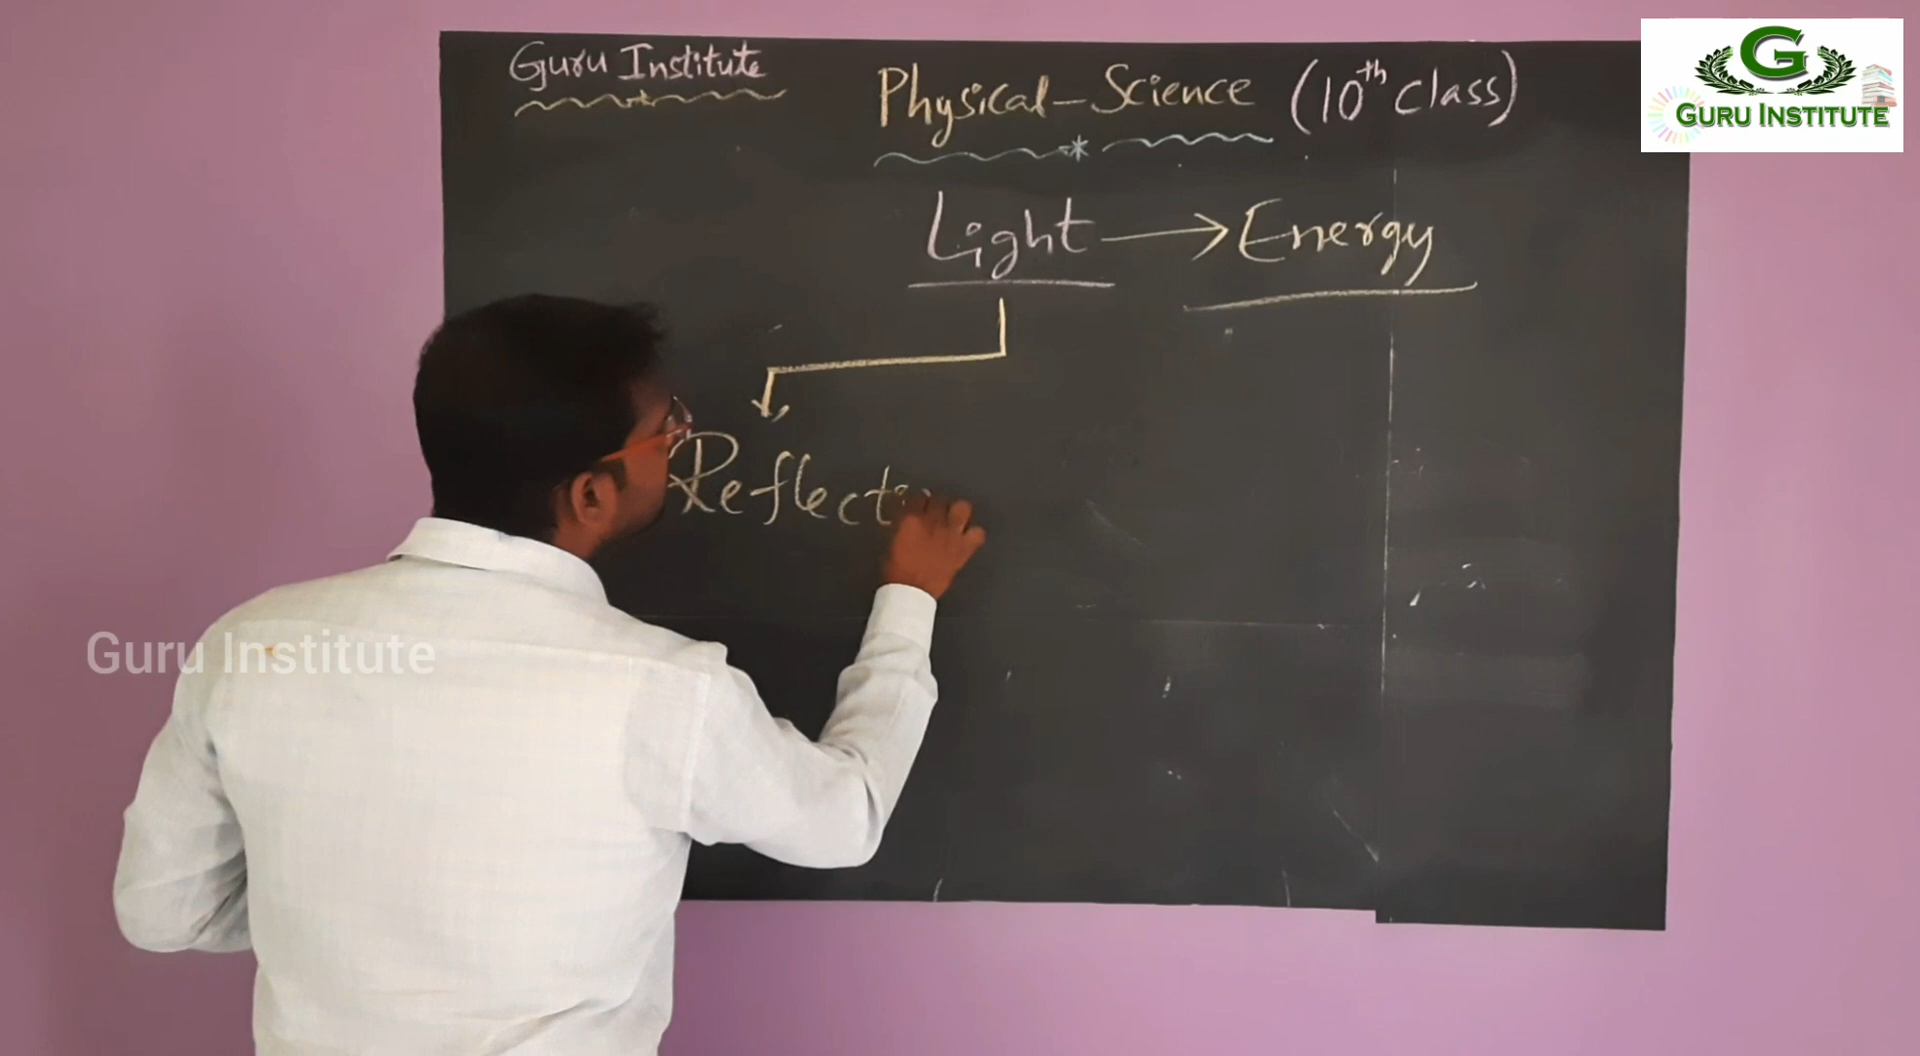 Guru Institute
Physical-Science (10th class)
G
GURU INSTITUTE
Light → Energy
Reflect
Guru Institute